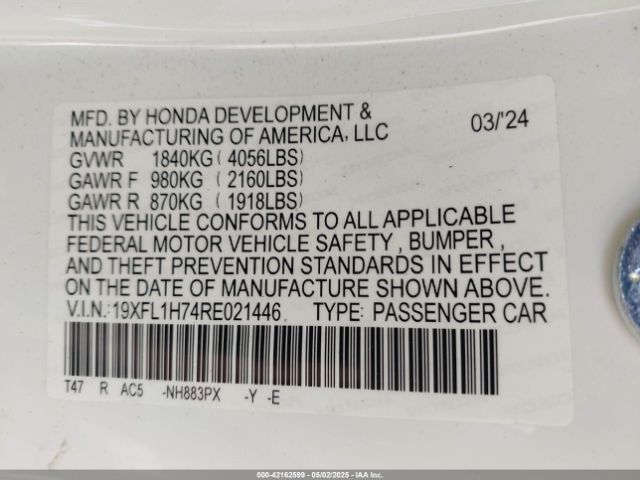 MFD. BY HONDA DEVELOPMENT &
MANUFACTURING OF AMERICA, LLC 03/'24
GVWR 1840KG ( 4056LBS)
GAWR F 980KG ( 2160LBS)
GAWR R 870KG ( 1918LBS)
THIS VEHICLE CONFORMS TO ALL APPLICABLE
FEDERAL MOTOR VEHICLE SAFETY , BUMPER ,
AND THEFT PREVENTION STANDARDS IN EFFECT
ON THE DATE OF MANUFACTURE SHOWN ABOVE.
V.I.N.:19XFL1H74RE021446 TYPE: PASSENGER CAR
T47 R AC5 -NH883PX -Y -E
000-42162599 - 05/02/2025 - IAA Inc.